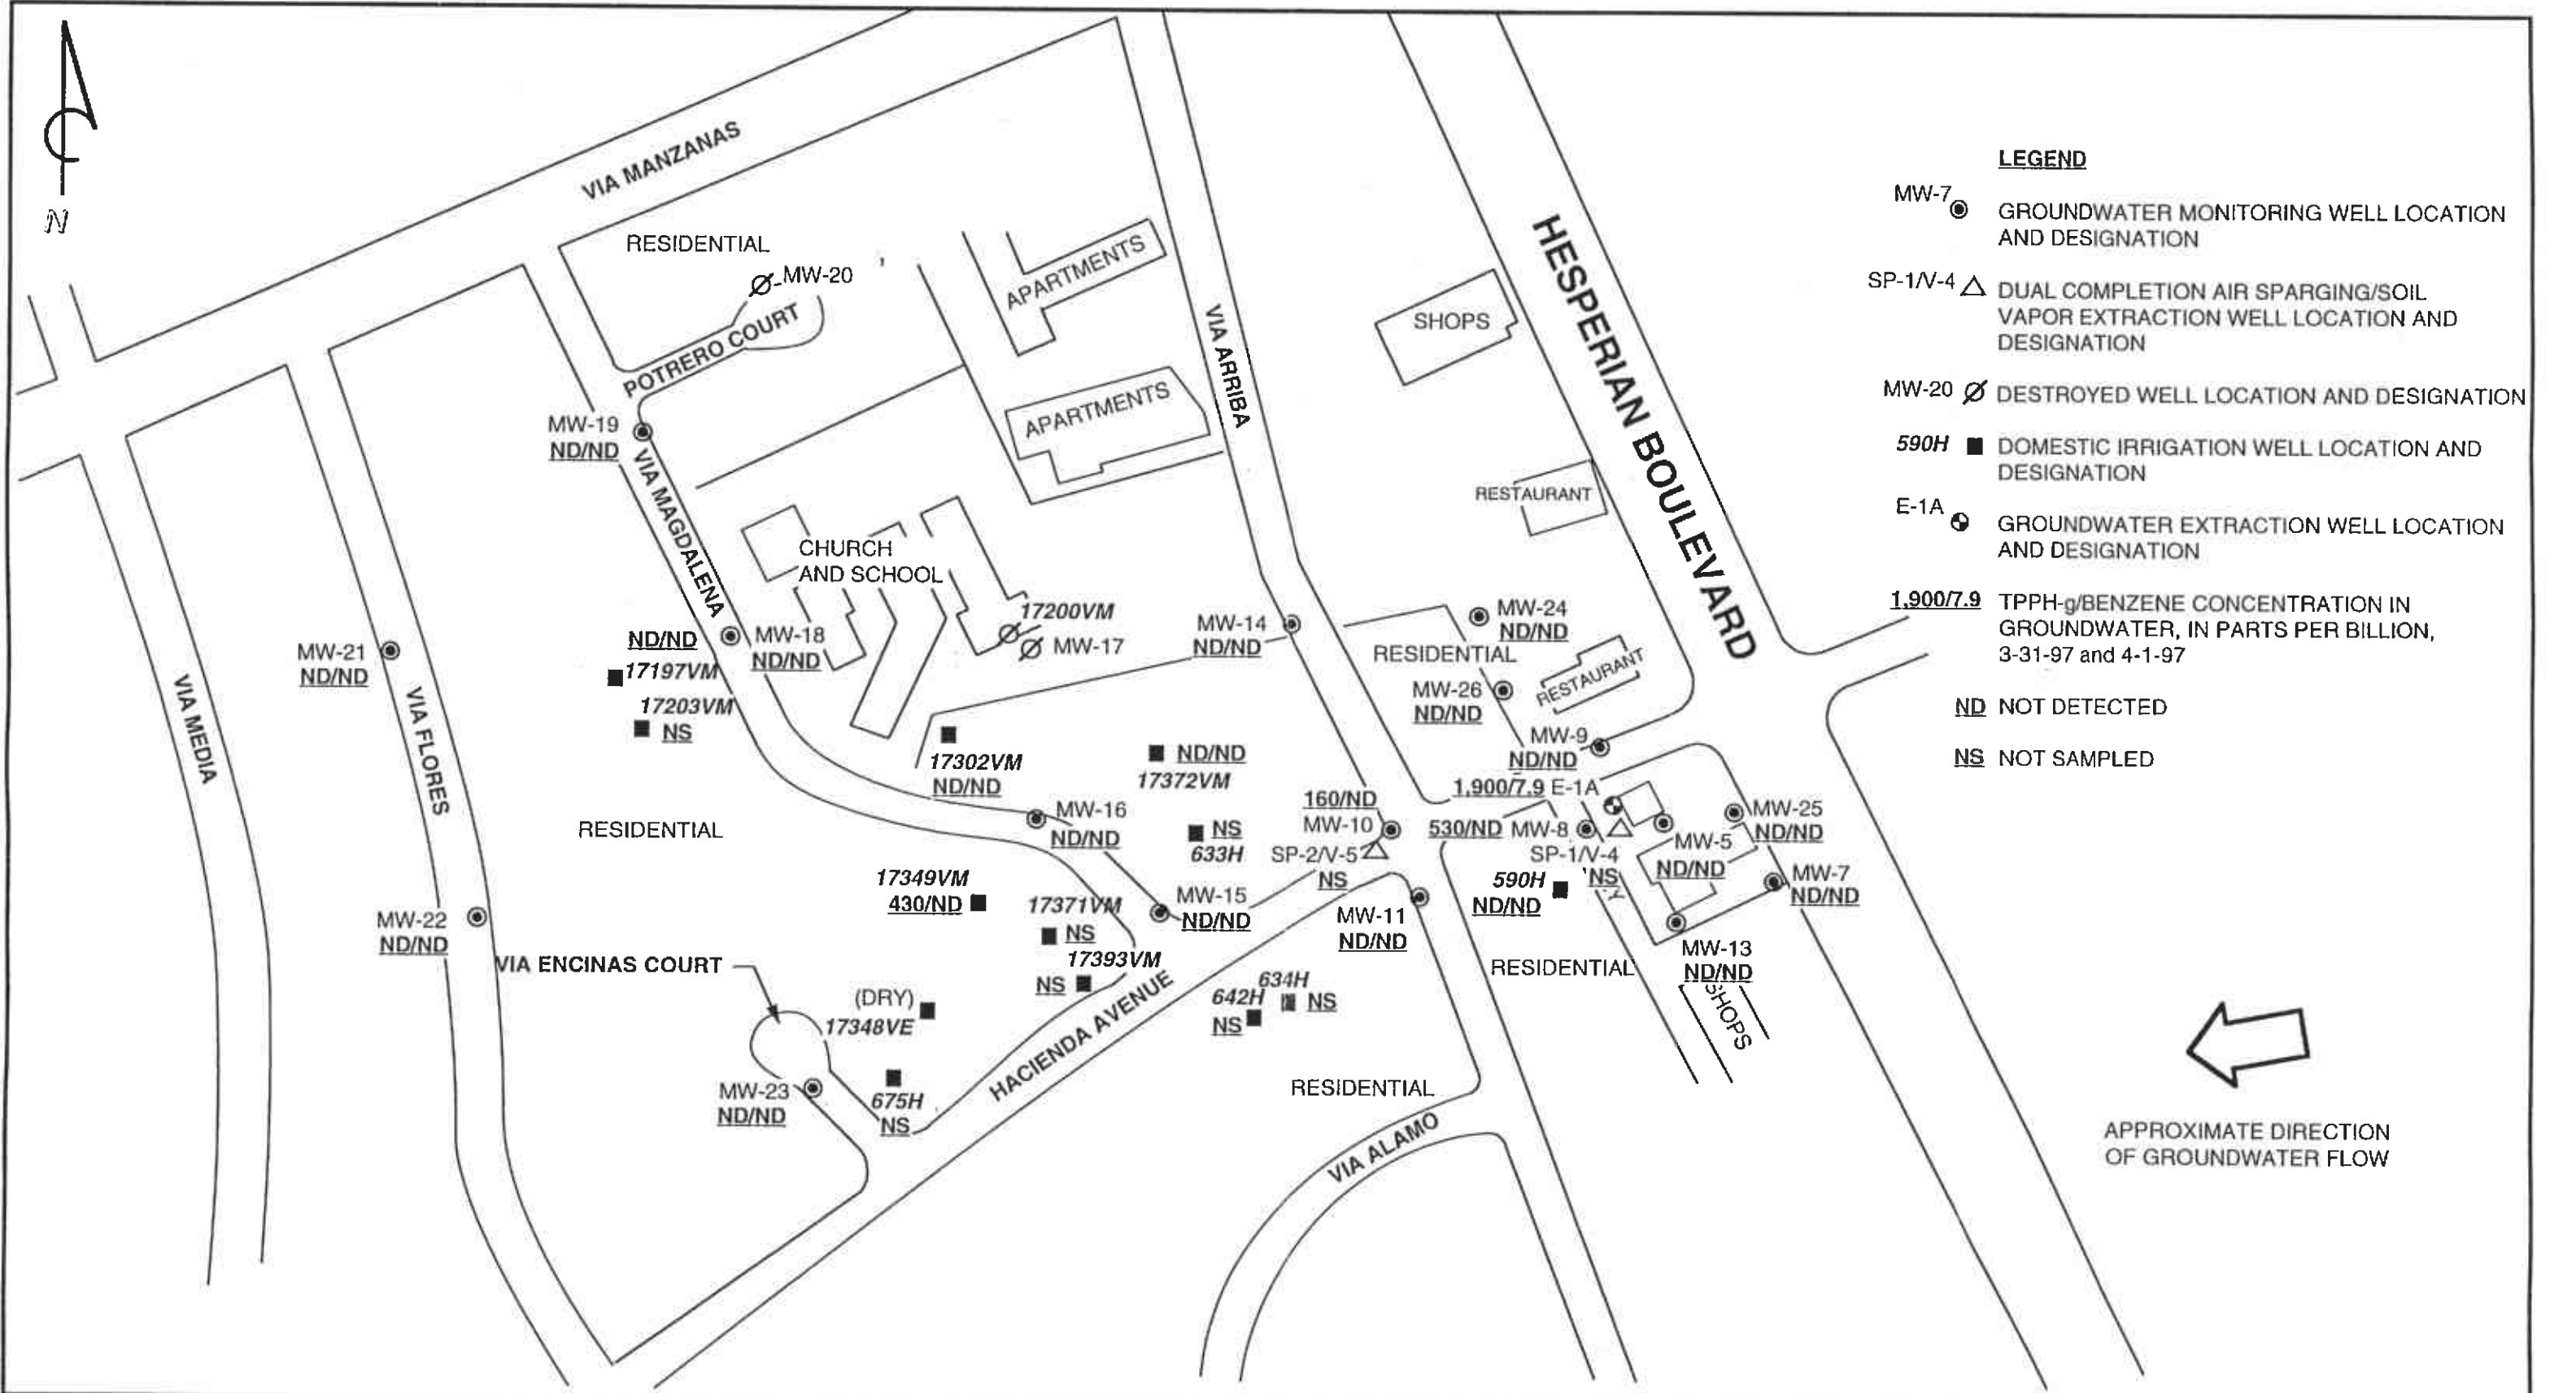 N
VIA MANZANAS
RESIDENTIAL
MW-20
POTRERO COURT
APARTMENTS
APARTMENTS
VIA ARRIBA
SHOPS
HESPERIAN BOULEVARD
RESTAURANT
MW-19
ND/ND
VIA MAGDALENA
CHURCH
AND SCHOOL
17200VM
MW-17
MW-18
ND/ND
ND/ND
17197VM
17203VM
NS
MW-21
ND/ND
VIA MEDIA
VIA FLORES
MW-14
ND/ND
MW-24
ND/ND
RESIDENTIAL
RESTAURANT
MW-26
ND/ND
MW-9
ND/ND
17302VM
ND/ND
ND/ND
17372VM
1,900/7.9 E-1A
160/ND
MW-10
530/ND MW-8
MW-25
ND/ND
MW-16
ND/ND
NS
633H
SP-2/V-5
NS
SP-1/V-4
NS
MW-5
ND/ND
MW-7
ND/ND
590H
ND/ND
RESIDENTIAL
17349VM
430/ND
17371VM
NS
MW-15
ND/ND
MW-11
ND/ND
MW-13
ND/ND
SHOPS
RESIDENTIAL
MW-22
ND/ND
VIA ENCINAS COURT
17393VM
NS
634H
NS
642H
NS
(DRY)
17348VE
HACIENDA AVENUE
MW-23
ND/ND
675H
NS
RESIDENTIAL
VIA ALAMO
LEGEND
MW-7
GROUNDWATER MONITORING WELL LOCATION
AND DESIGNATION
SP-1/V-4
DUAL COMPLETION AIR SPARGING/SOIL
VAPOR EXTRACTION WELL LOCATION AND
DESIGNATION
MW-20 DESTROYED WELL LOCATION AND DESIGNATION
590H DOMESTIC IRRIGATION WELL LOCATION AND
DESIGNATION
E-1A
GROUNDWATER EXTRACTION WELL LOCATION
AND DESIGNATION
1,900/7.9 TPPH-g/BENZENE CONCENTRATION IN
GROUNDWATER, IN PARTS PER BILLION,
3-31-97 and 4-1-97
ND NOT DETECTED
NS NOT SAMPLED
APPROXIMATE DIRECTION
OF GROUNDWATER FLOW